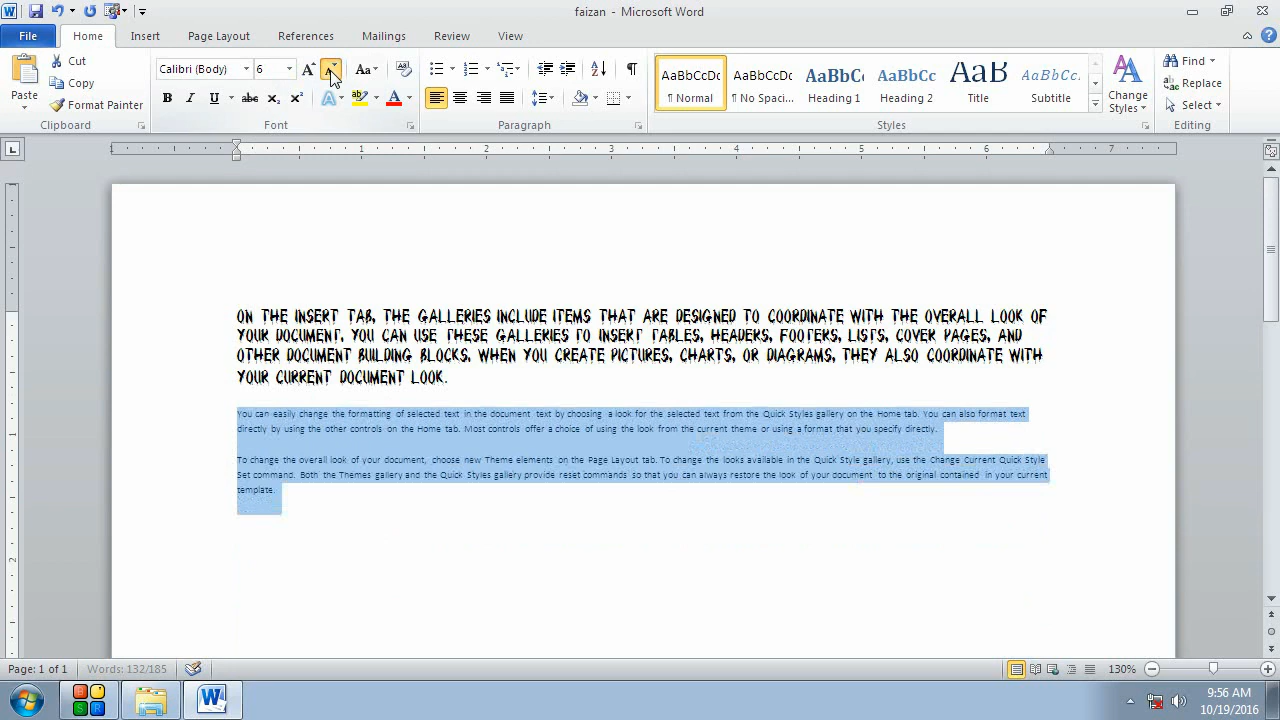 faizan - Microsoft Word
File Home Insert Page Layout References Mailings Review View
Paste Cut Copy Format Painter Clipboard
Calibri (Body) 6 Aa Font
Paragraph
AaBbCcDc ¶ Normal AaBbCcDc ¶ No Spaci... AaBbC( Heading 1 AaBbCc Heading 2 AaB Title AaBbCc. Subtitle Change Styles Styles
Find Replace Select Editing
1 1 2 3 4 5 6 7
ON THE INSERT TAB, THE GALLERIES INCLUDE ITEMS THAT ARE DESIGNED TO COORDINATE WITH THE OVERALL LOOK OF
YOUR DOCUMENT. YOU CAN USE THESE GALLERIES TO INSERT TABLES, HEADERS, FOOTERS, LISTS, COVER PAGES, AND
OTHER DOCUMENT BUILDING BLOCKS. WHEN YOU CREATE PICTURES, CHARTS, OR DIAGRAMS, THEY ALSO COORDINATE WITH
YOUR CURRENT DOCUMENT LOOK.
You can easily change the formatting of selected text in the document text by choosing a look for the selected text from the Quick Styles gallery on the Home tab. You can also format text
directly by using the other controls on the Home tab. Most controls offer a choice of using the look from the current theme or using a format that you specify directly.
To change the overall look of your document, choose new Theme elements on the Page Layout tab. To change the looks available in the Quick Style gallery, use the Change Current Quick Style
Set command. Both the Themes gallery and the Quick Styles gallery provide reset commands so that you can always restore the look of your document to the original contained in your current
template.
Page: 1 of 1 Words: 132/185 130%
9:56 AM
10/19/2016